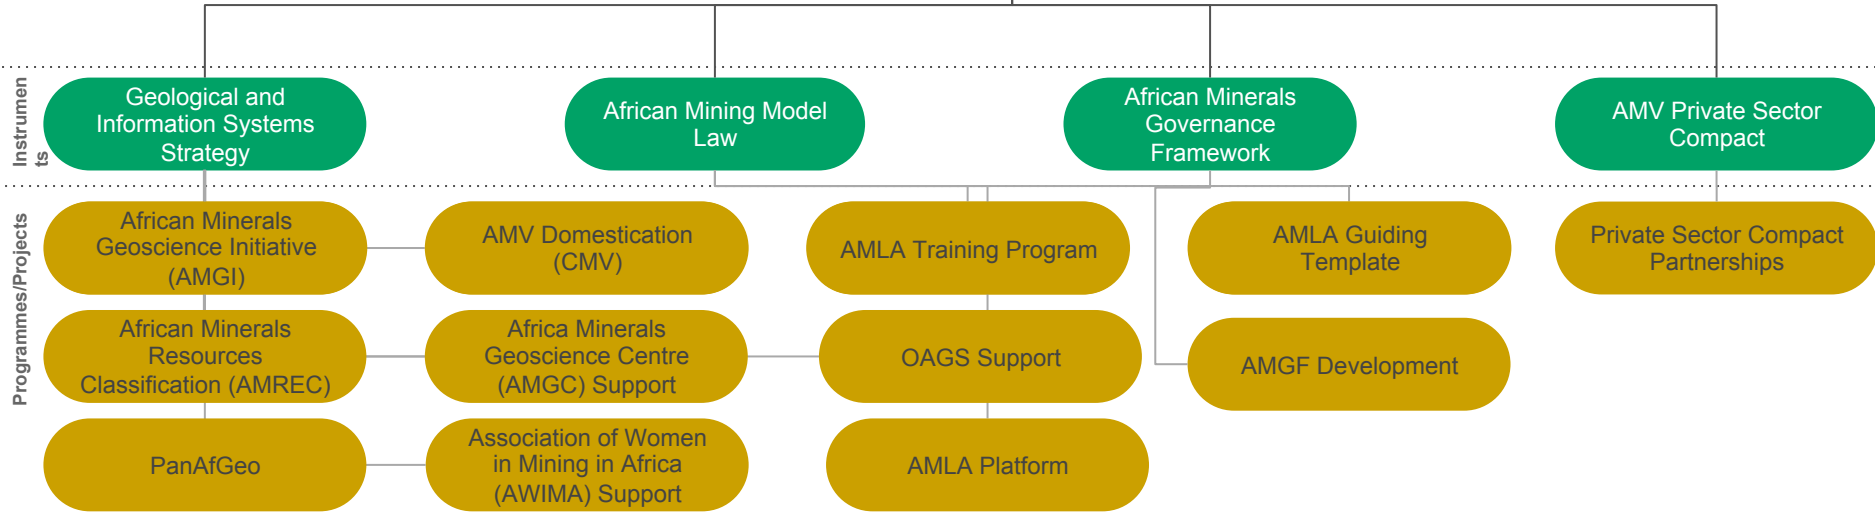 Instrumen
ts
Geological and
Information Systems
Strategy
African Mining Model
Law
African Minerals
Governance
Framework
AMV Private Sector
Compact
Programmes/Projects
African Minerals
Geoscience Initiative
(AMGI)
AMV Domestication
(CMV)
AMLA Training Program
AMLA Guiding
Template
Private Sector Compact
Partnerships
African Minerals
Resources
Classification (AMREC)
Africa Minerals
Geoscience Centre
(AMGC) Support
OAGS Support
AMGF Development
PanAfGeo
Association of Women
in Mining in Africa
(AWIMA) Support
AMLA Platform